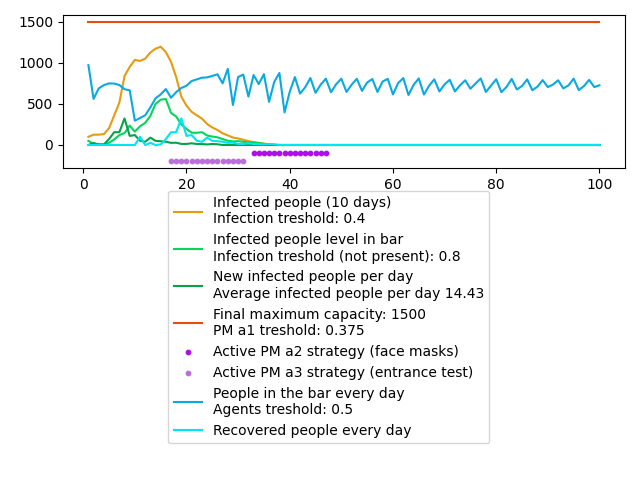 1500
1000
500
0
0
20
40
60
80
100
Infected people (10 days)
Infection treshold: 0.4
Infected people level in bar
Infection treshold (not present): 0.8
New infected people per day
Average infected people per day 14.43
Final maximum capacity: 1500
PM a1 treshold: 0.375
Active PM a2 strategy (face masks)
Active PM a3 strategy (entrance test)
People in the bar every day
Agents treshold: 0.5
Recovered people every day